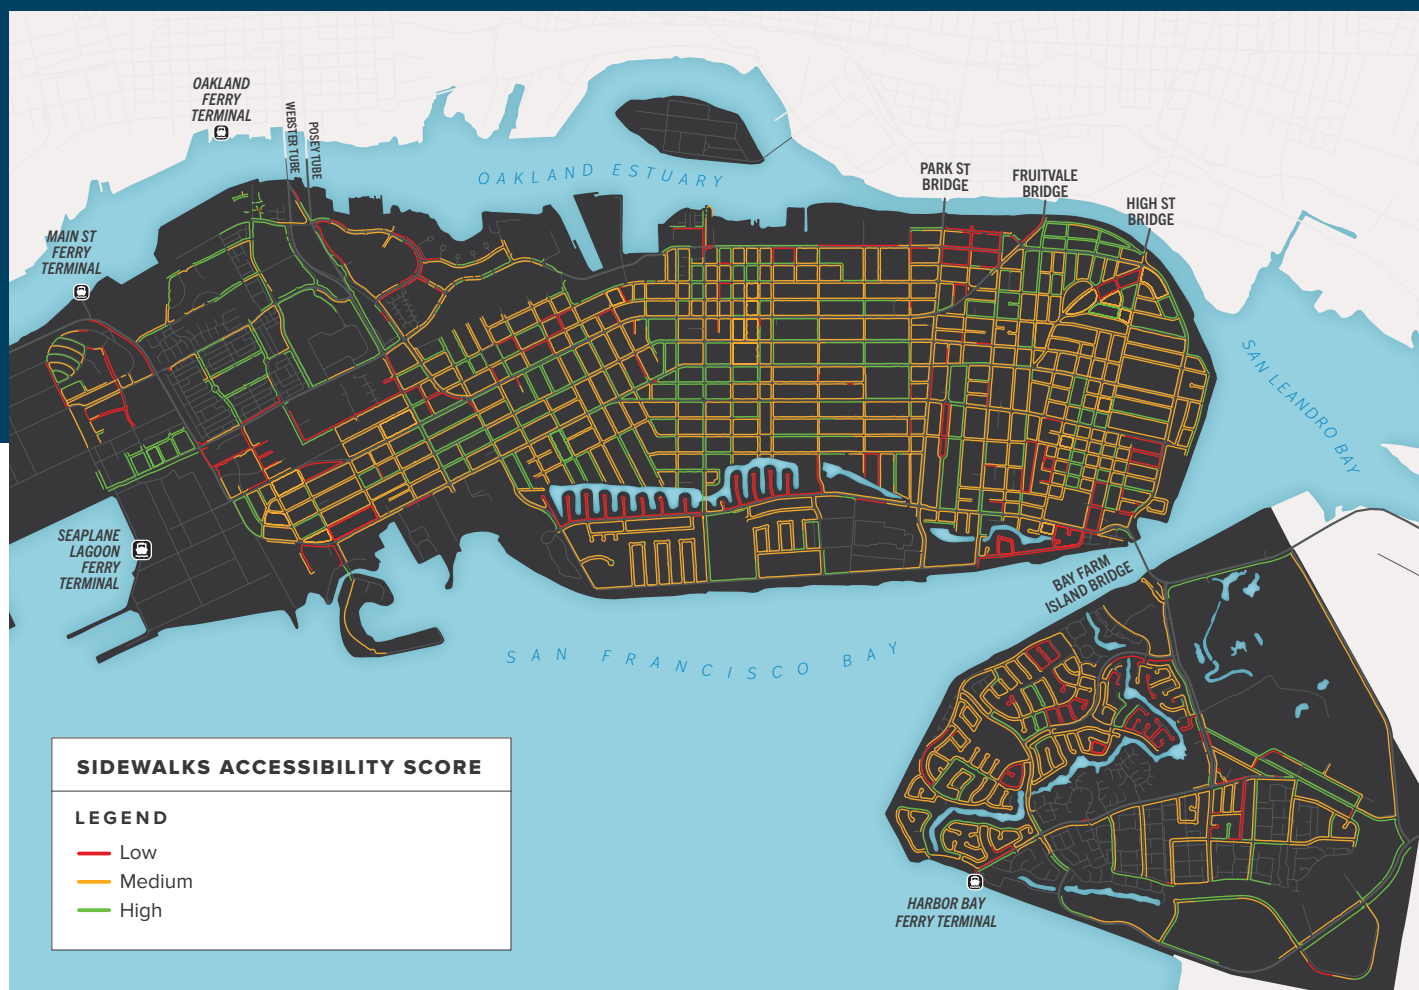 OAKLAND
FERRY
TERMINAL
WEBSTER TUBE
POSEY TUBE
OAKLAND ESTUARY
PARK ST
BRIDGE
FRUITVALE
BRIDGE
HIGH ST
BRIDGE
MAIN ST
FERRY
TERMINAL
SAN LEANDRO BAY
SEAPLANE
LAGOON
FERRY
TERMINAL
BAY FARM
ISLAND BRIDGE
SAN FRANCISCO BAY
SIDEWALKS ACCESSIBILITY SCORE
LEGEND
Low
Medium
High
HARBOR BAY
FERRY TERMINAL